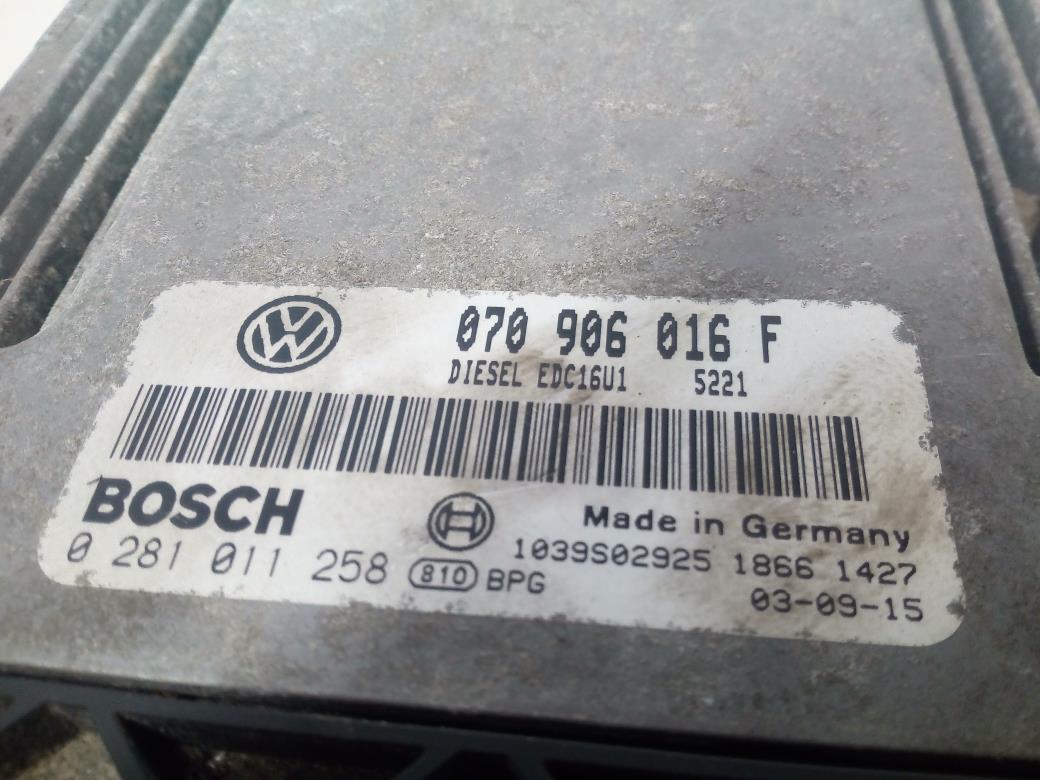 070 906 016 F
DIESEL EDC16U1 5221
BOSCH
Made in Germany
0 281 011 258 810 BPG
1039S02925 1866 1427
03-09-15